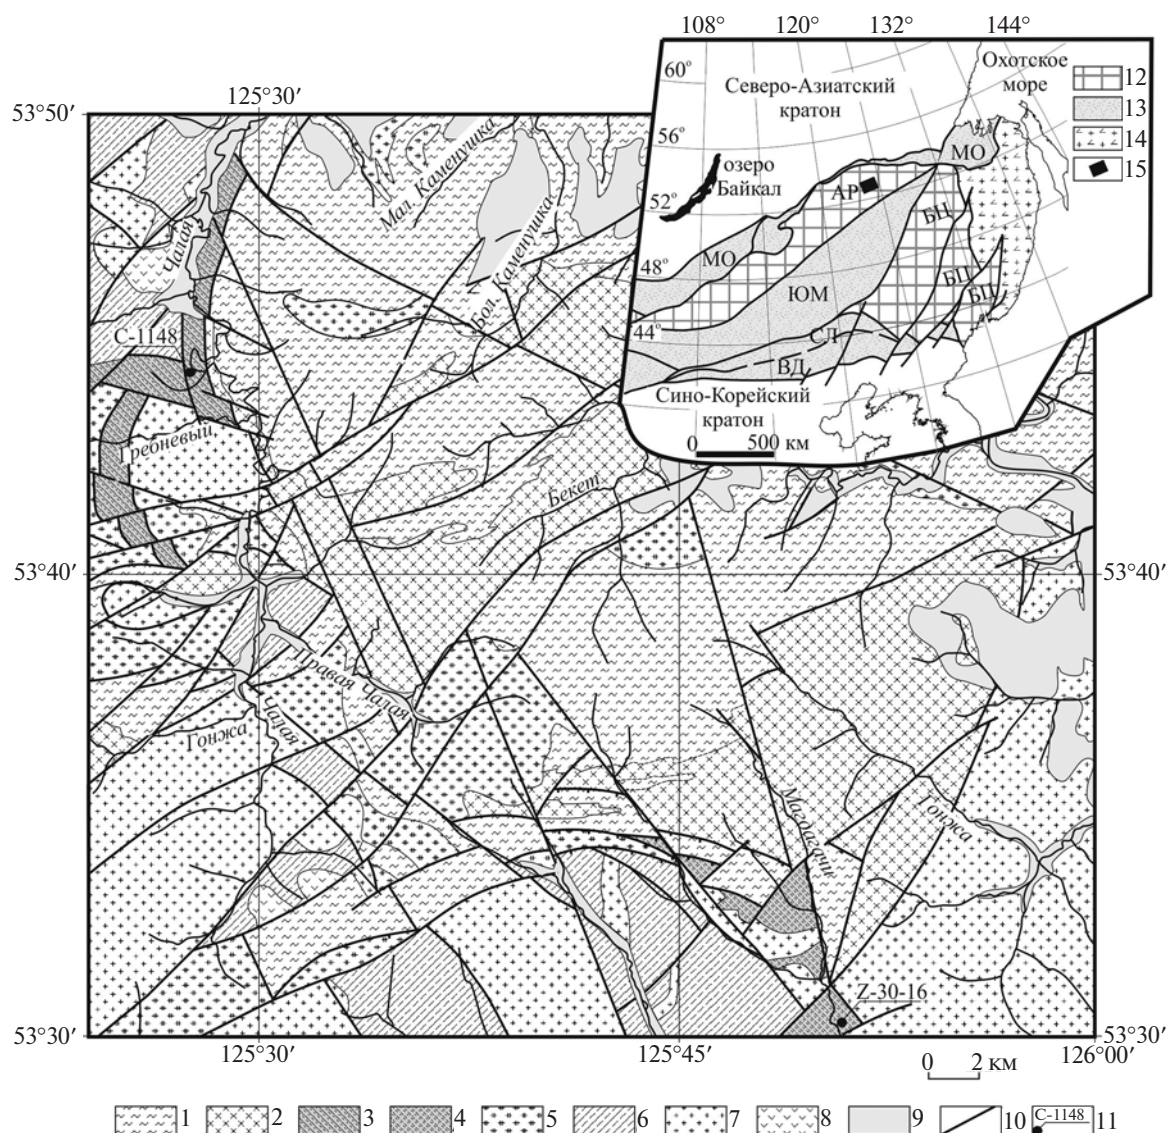 108° 120° 132° 144°
60°
56°
52°
48°
44°
Северо-Азиатский
кратон
Охотское
море
озеро
Байкал
МО
АР
БЦ
МО
ЮМ
БЦ
БЦ
СЛ
ВД
Сино-Корейский
кратон
0 500 км
12
13
14
15
125°30′
53°50′
Мал. Каменушка
Бол. Каменушка
Чалая
С-1148
Гребневый
Бекет
53°40′ 53°40′
Правая Чалая
Чалая
Гонжа
Магдагачи
Гонжа
Z-30-16
53°30′ 53°30′
125°30′ 125°45′ 126°00′
0 2 км
1 2 3 4 5 6 7 8 9 10 С-1148 11